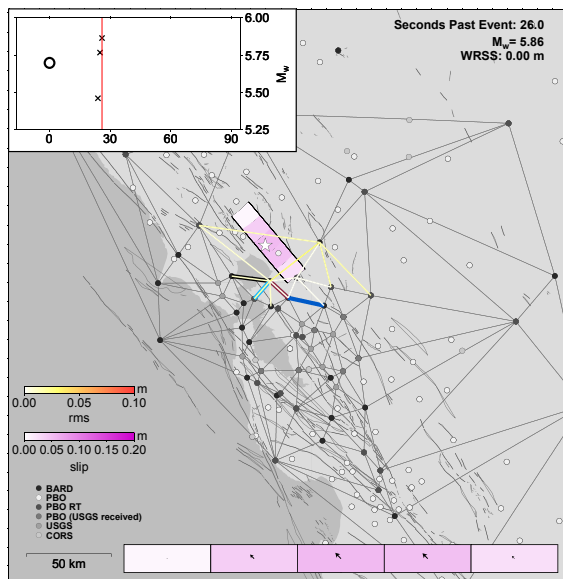 Seconds Past Event: 26.0
Mw= 5.86
WRSS: 0.00 m
6.00
5.75
5.50
5.25
Mw
0 30 60 90
m
0.00 0.05 0.10
rms
m
0.00 0.05 0.10 0.15 0.20
slip
BARD
PBO
PBO RT
PBO (USGS received)
USGS
CORS
50 km